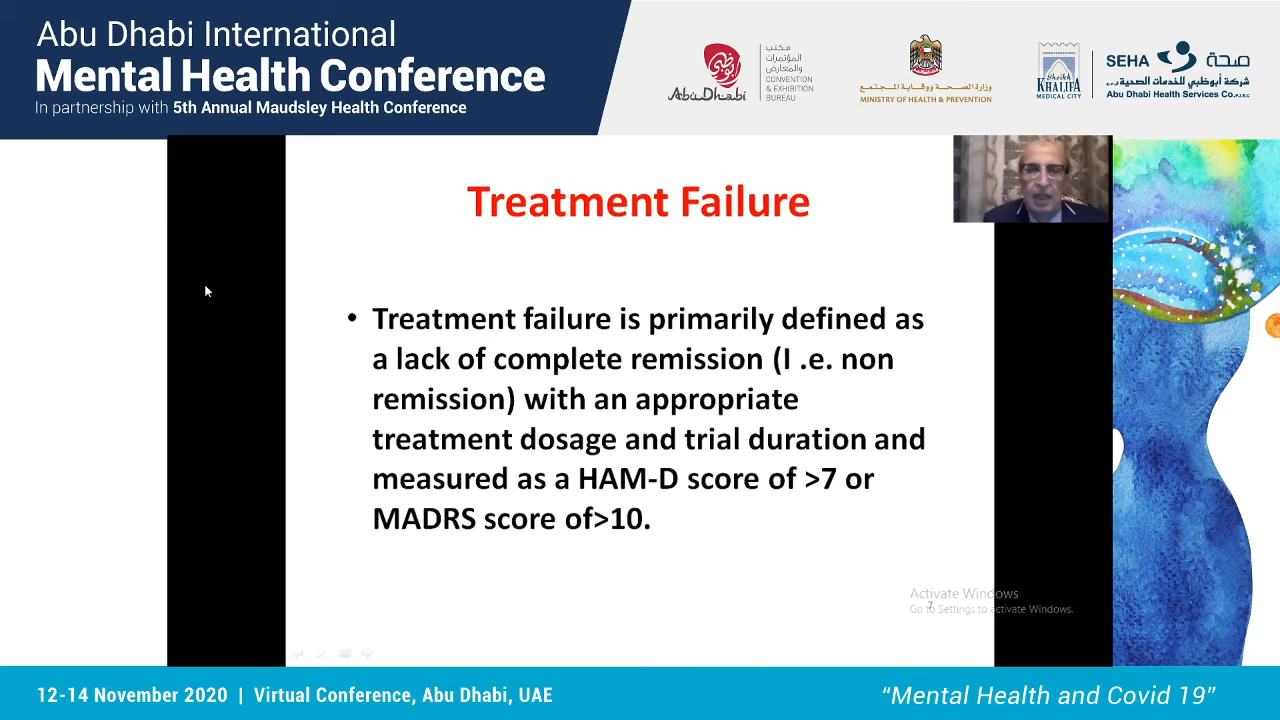 Abu Dhabi International
Mental Health Conference
In partnership with 5th Annual Maudsley Health Conference
AbuDhabi
أبوظبي
مكتب
المؤتمرات
والمعارض
CONVENTION
& EXHIBITION
BUREAU
وزارة الصحة ووقاية المجتمع
MINISTRY OF HEALTH & PREVENTION
Sheikh
KHALIFA
MEDICAL CITY
SEHA صحة
شركة أبوظبي للخدمات الصحية ش.م.ع
Abu Dhabi Health Services Co. P.J.S.C
Treatment Failure
• Treatment failure is primarily defined as
a lack of complete remission (I .e. non
remission) with an appropriate
treatment dosage and trial duration and
measured as a HAM-D score of >7 or
MADRS score of>10.
Activate Windows
Go to Settings to activate Windows.
7
12-14 November 2020 | Virtual Conference, Abu Dhabi, UAE
“Mental Health and Covid 19”